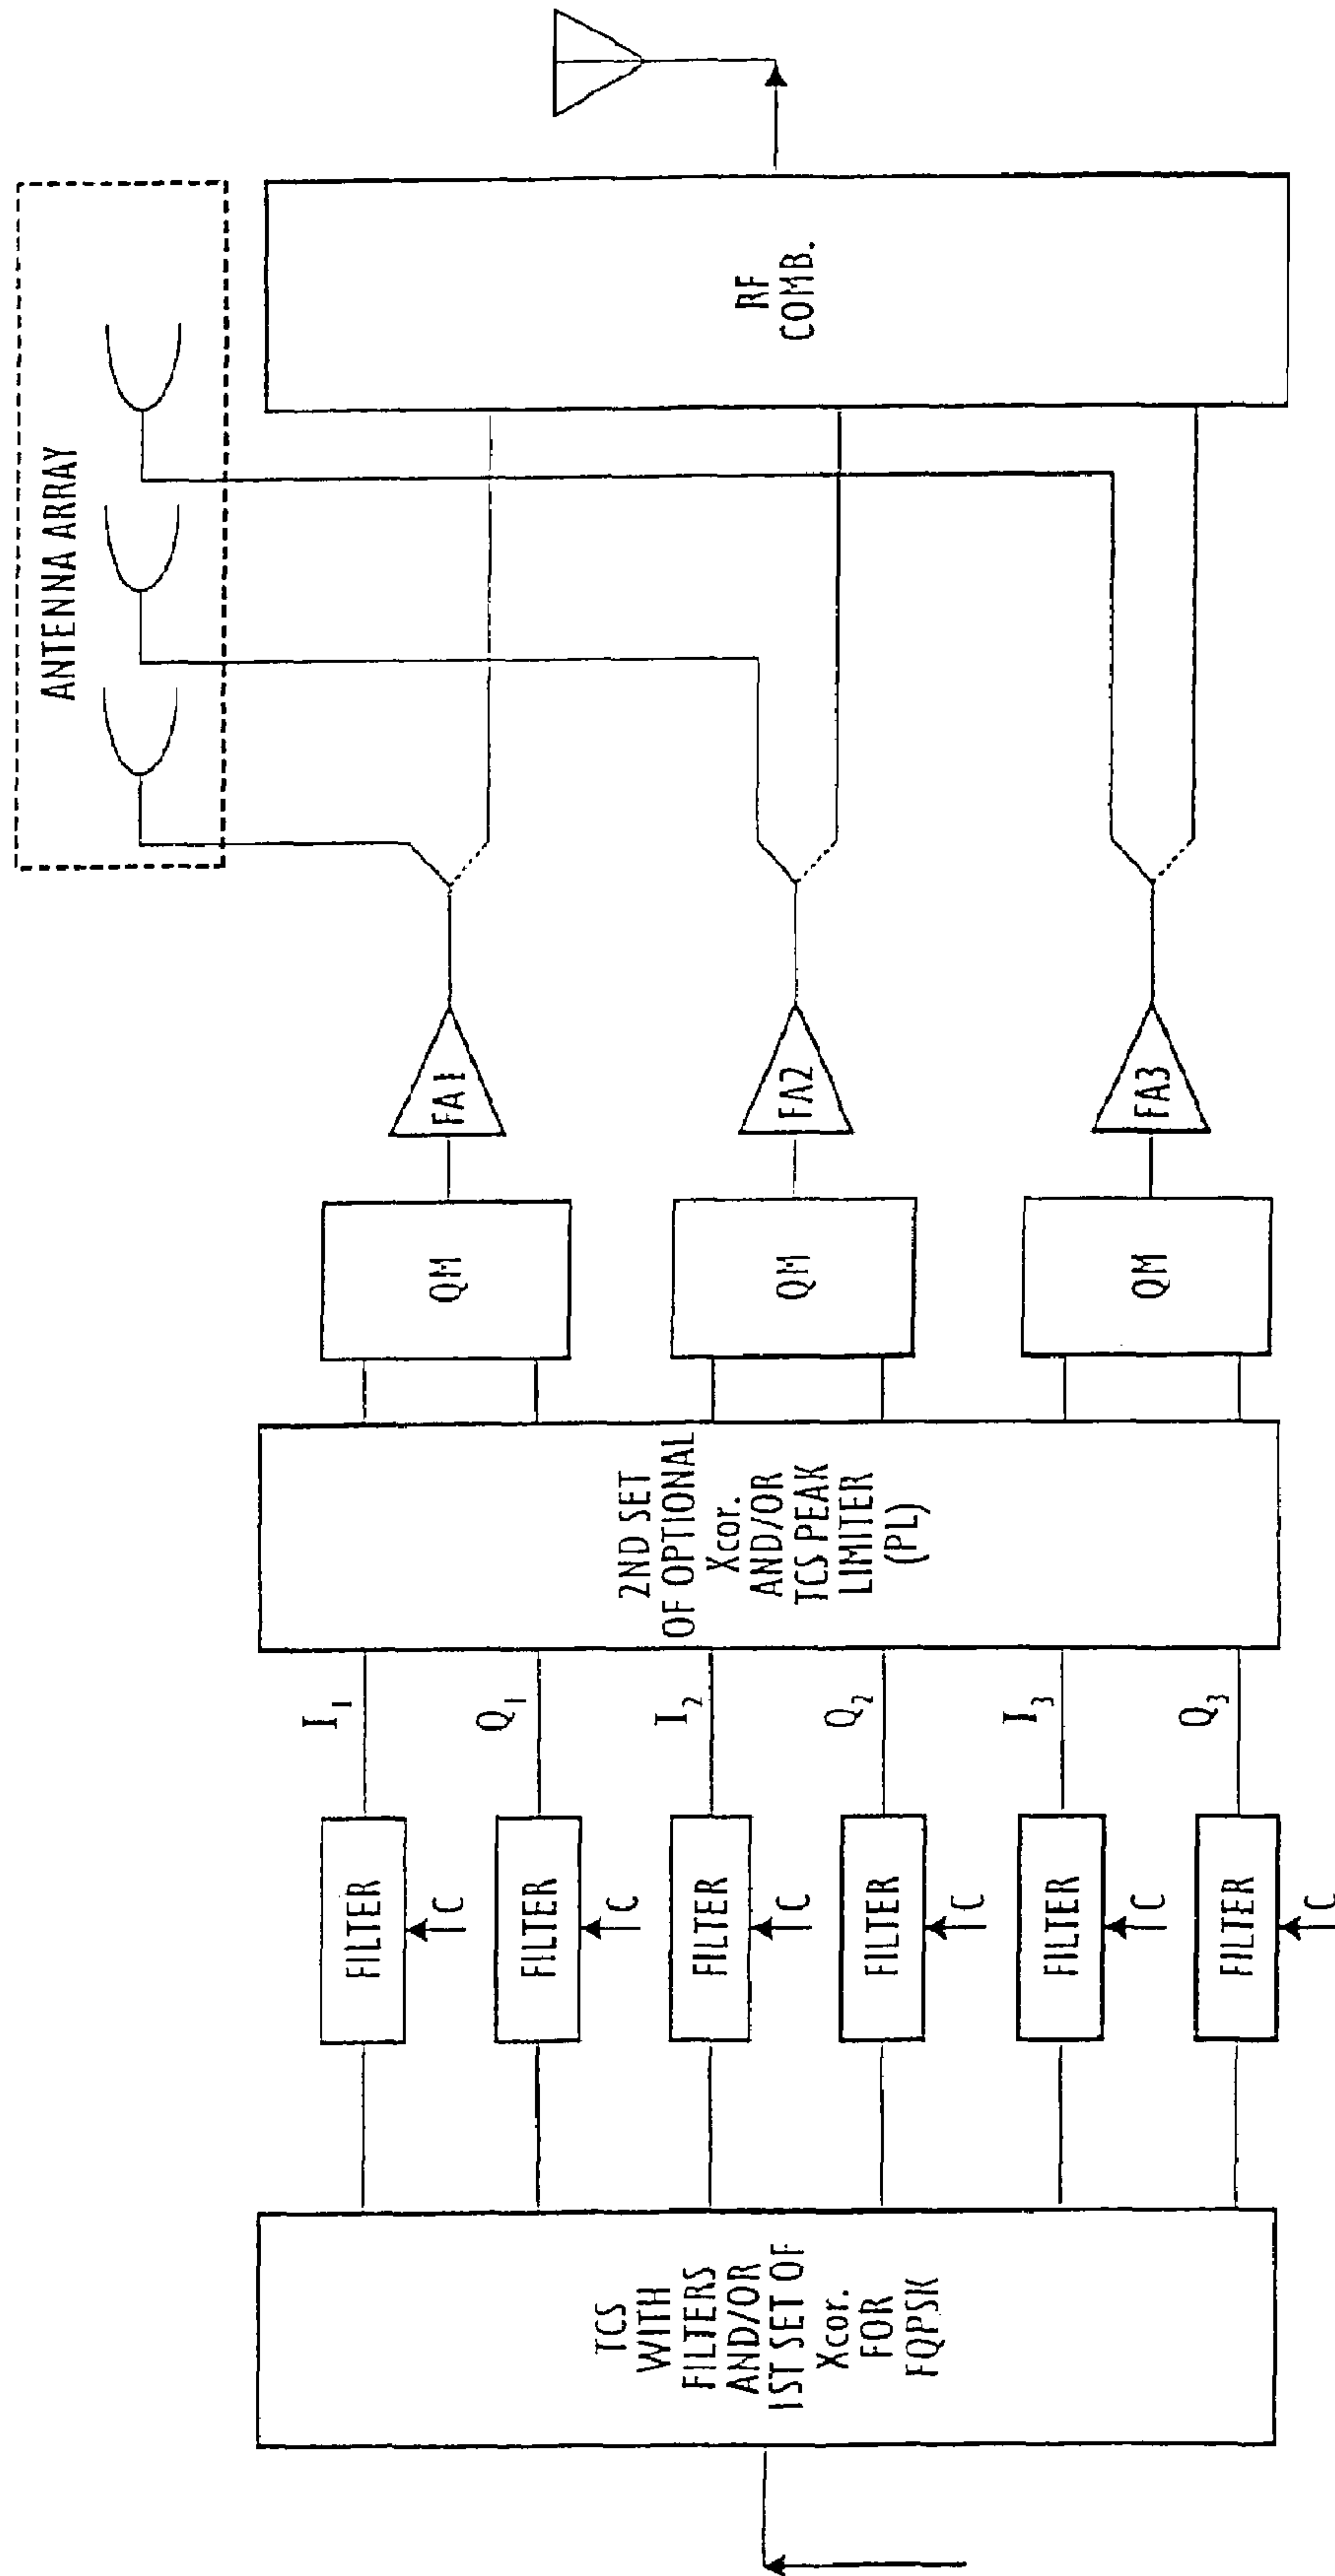 ANTENNA ARRAY
TCS
WITH
FILTERS
AND/OR
1ST SET OF
Xcor.
FOR
FQPSK
FILTER
C
FILTER
C
FILTER
C
FILTER
C
FILTER
C
FILTER
C
I1
Q1
I2
Q2
I3
Q3
2ND SET
OF OPTIONAL
Xcor.
AND/OR
TCS PEAK
LIMITER
(PL)
QM
QM
QM
FA1
FA2
FA3
RF
COMB.